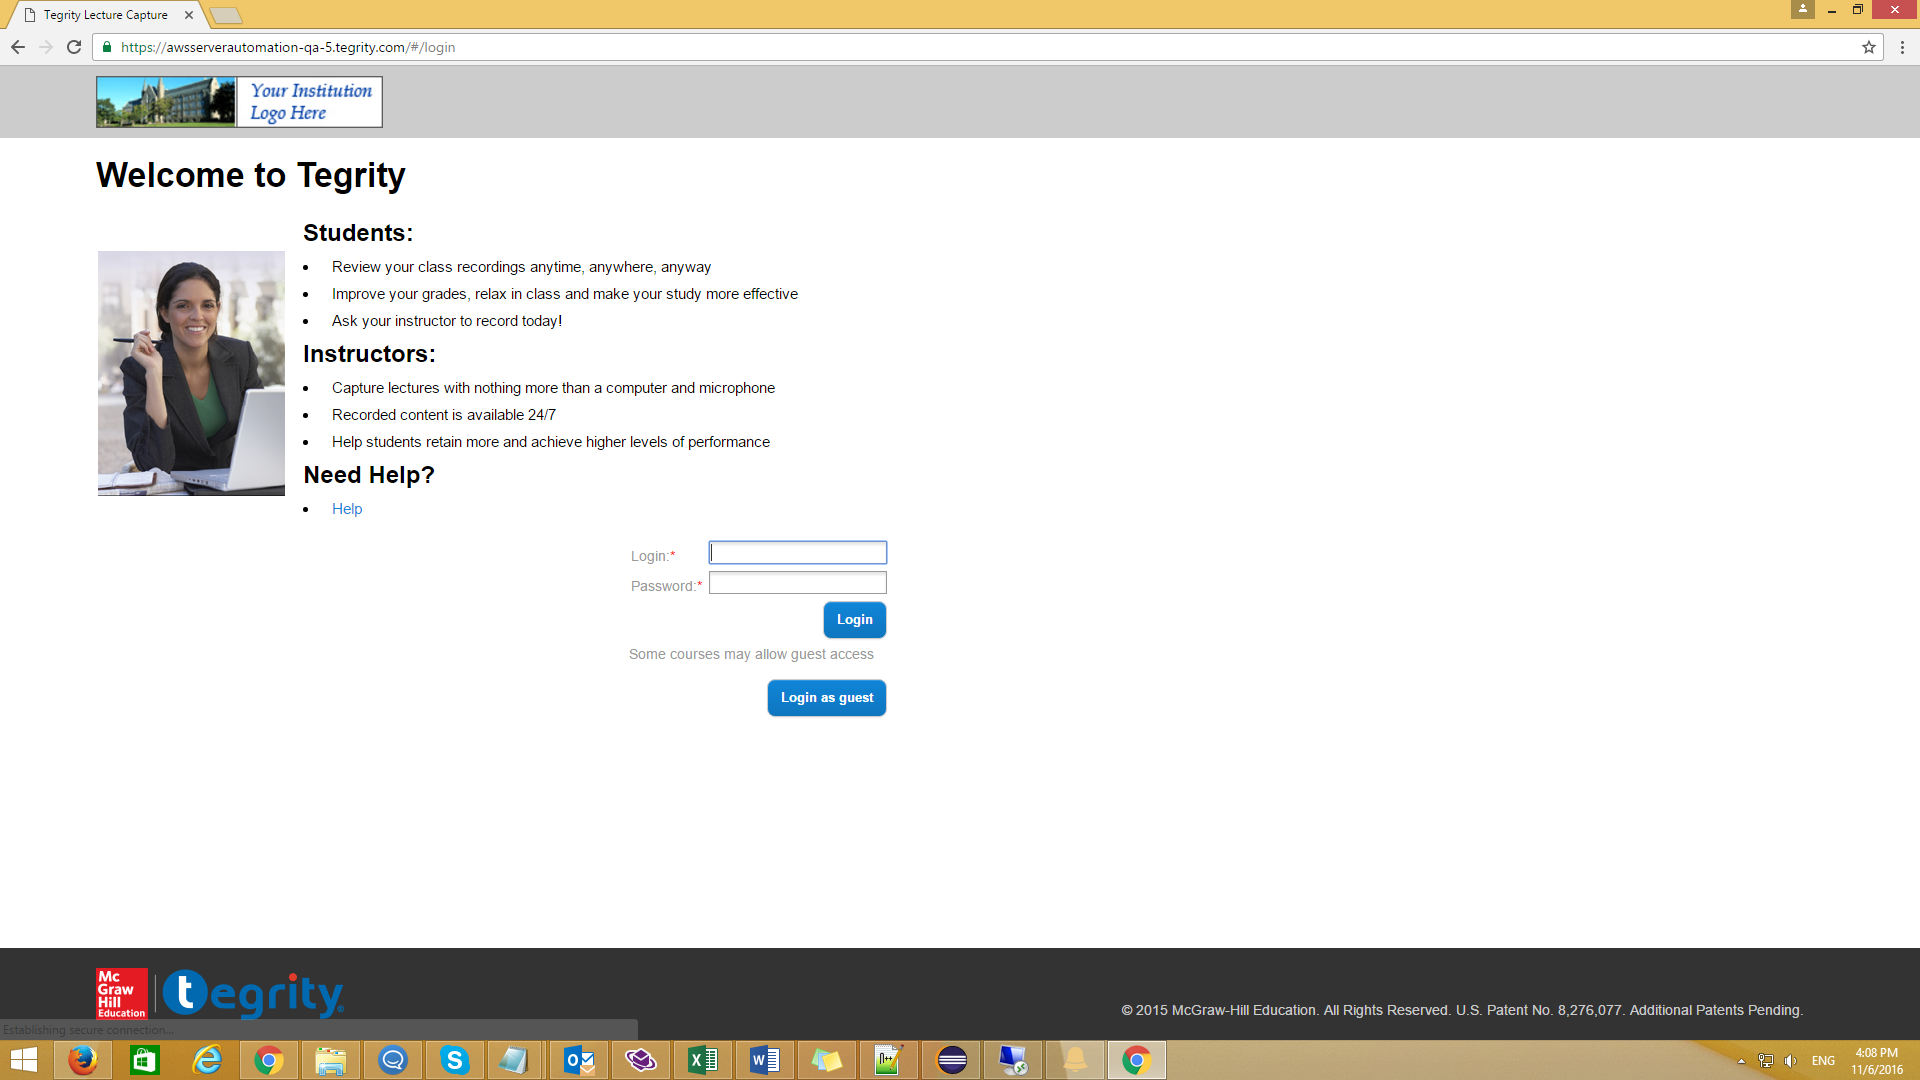 Tegrity Lecture Capture
https://awsserverautomation-qa-5.tegrity.com/#/login
Your Institution
Logo Here
Welcome to Tegrity
Students:
Review your class recordings anytime, anywhere, anyway
Improve your grades, relax in class and make your study more effective
Ask your instructor to record today!
Instructors:
Capture lectures with nothing more than a computer and microphone
Recorded content is available 24/7
Help students retain more and achieve higher levels of performance
Need Help?
Help
Login:*
Password:*
Login
Some courses may allow guest access
Login as guest
Mc
Graw
Hill
Education
tegrity
© 2015 McGraw-Hill Education. All Rights Reserved. U.S. Patent No. 8,276,077. Additional Patents Pending.
Establishing secure connection...
ENG
4:08 PM
11/6/2016